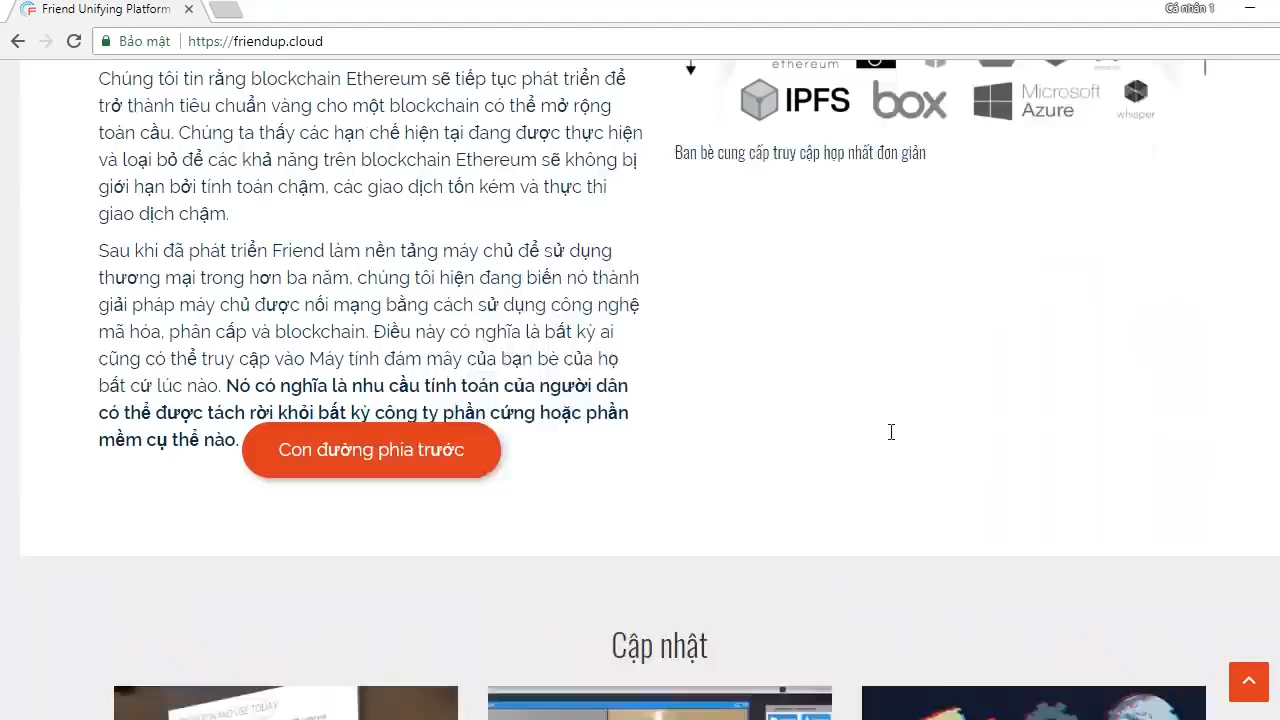 Friend Unifying Platform
Cá nhân 1
Bảo mật
https://friendup.cloud
Chúng tôi tin rằng blockchain Ethereum sẽ tiếp tục phát triển để
trở thành tiêu chuẩn vàng cho một blockchain có thể mở rộng
toàn cầu. Chúng ta thấy các hạn chế hiện tại đang được thực hiện
và loại bỏ để các khả năng trên blockchain Ethereum sẽ không bị
giới hạn bởi tính toán chậm, các giao dịch tốn kém và thực thi
giao dịch chậm.
Sau khi đã phát triển Friend làm nền tảng máy chủ để sử dụng
thương mại trong hơn ba năm, chúng tôi hiện đang biến nó thành
giải pháp máy chủ được nối mạng bằng cách sử dụng công nghệ
mã hóa, phân cấp và blockchain. Điều này có nghĩa là bất kỳ ai
cũng có thể truy cập vào Máy tính đám mây của bạn bè của họ
bất cứ lúc nào. Nó có nghĩa là nhu cầu tính toán của người dân
có thể được tách rời khỏi bất kỳ công ty phần cứng hoặc phần
mềm cụ thể nào.
Con đường phía trước
ethereum
IPFS
box
Microsoft
Azure
whisper
Bạn bè cung cấp truy cập hợp nhất đơn giản
Cập nhật